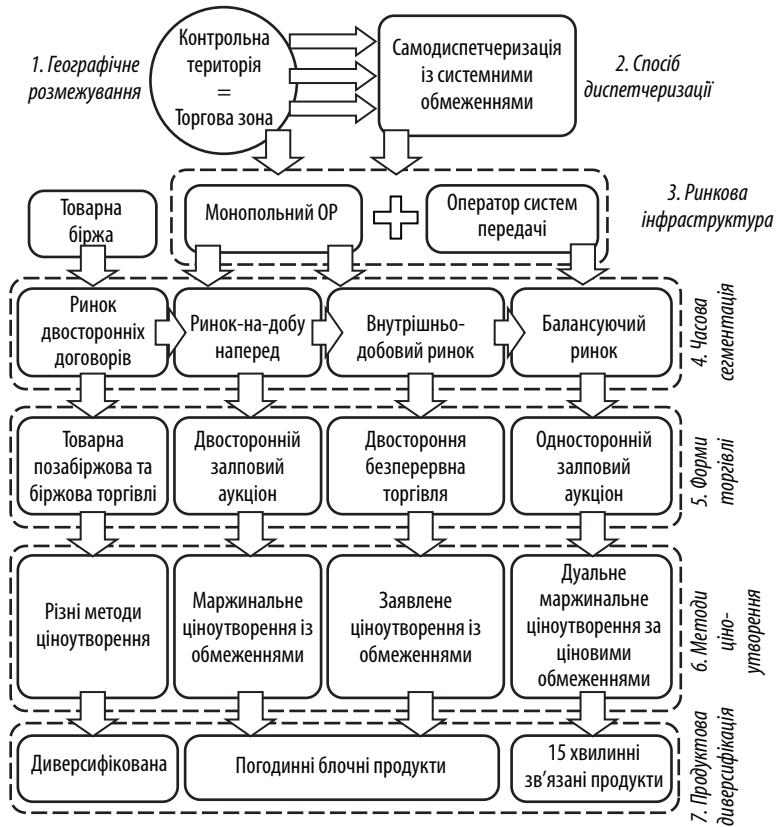 1. Географічне
розмежування
Контрольна
територія
=
Торгова зона
Самодиспетчеризація
із системними
обмеженнями
2. Спосіб
диспетчеризації
3. Ринкова
інфраструктура
Товарна
біржа
Монопольний ОР
Оператор систем
передачі
4. Часова
сегментація
Ринок
двосторонніх
договорів
Ринок-на-добу
наперед
Внутрішньо-
добовий ринок
Балансуючий
ринок
5. Форми
торгівлі
Товарна
позабіржова та
біржова торгівлі
Двосторонній
залповий
аукціон
Двостороння
безперервна
торгівля
Односторонній
залповий
аукціон
6. Методи
ціно-
утворення
Різні методи
ціноутворення
Маржинальне
ціноутворення із
обмеженнями
Заявлене
ціноутворення із
обмеженнями
Дуальне
маржинальне
ціноутворення за
ціновими
обмеженнями
7. Продуктова
диверсифікація
Диверсифікована
Погодинні блочні продукти
15 хвилинні
зв’язані продукти